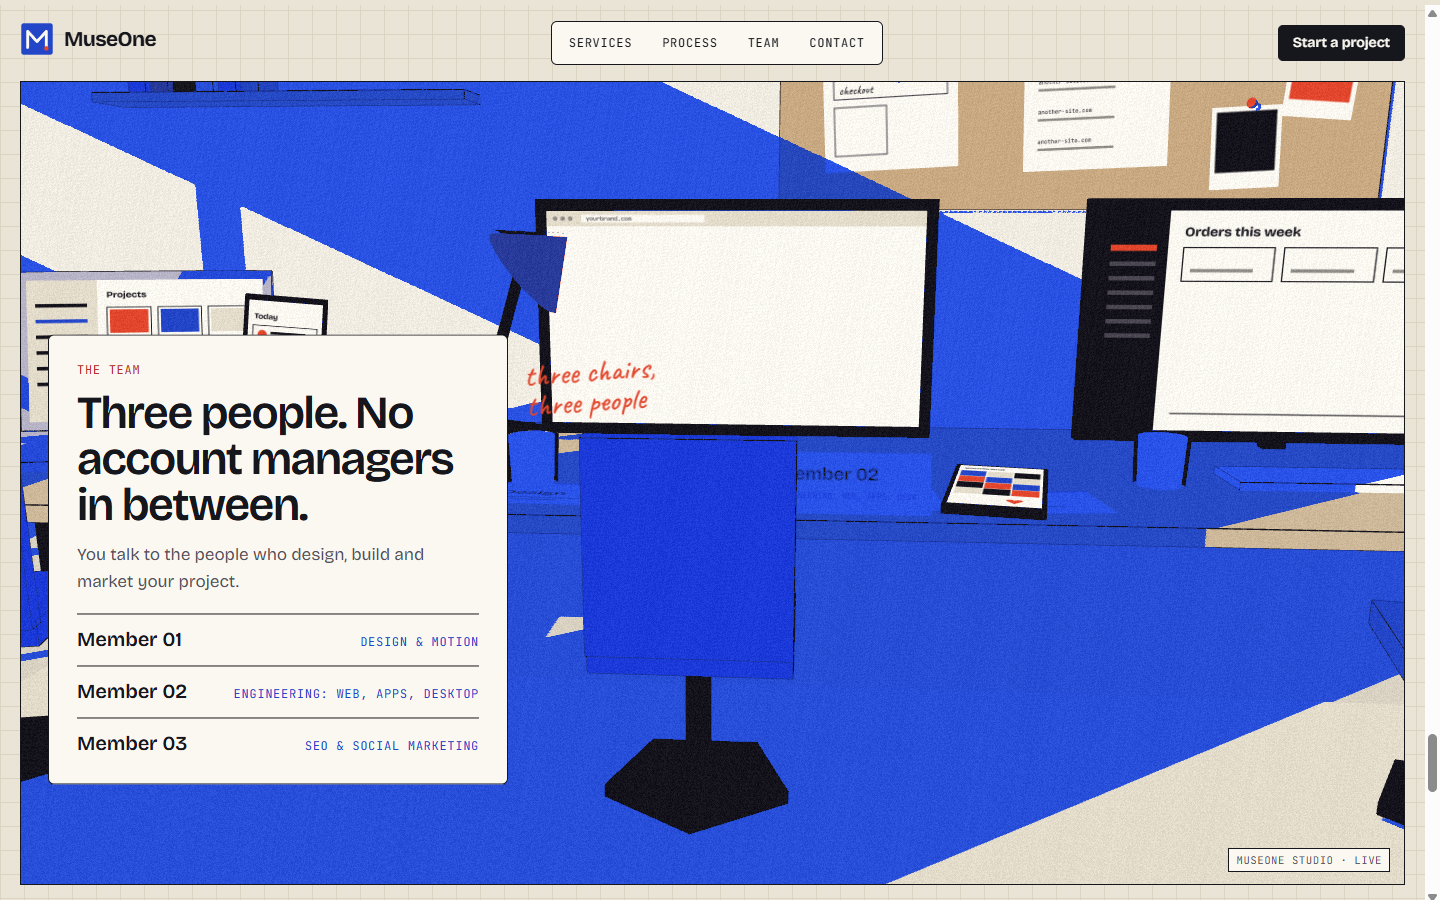 MuseOne
SERVICES
PROCESS
TEAM
CONTACT
Start a project
checkout
another-site.com
another-site.com
yourbrand.com
Orders this week
Projects
Today
three chairs,
three people
THE TEAM
Three people. No
account managers
in between.
You talk to the people who design, build and
market your project.
Member 01
DESIGN & MOTION
Member 02
ENGINEERING: WEB, APPS, DESKTOP
Member 03
SEO & SOCIAL MARKETING
ember 02
MUSEONE STUDIO · LIVE